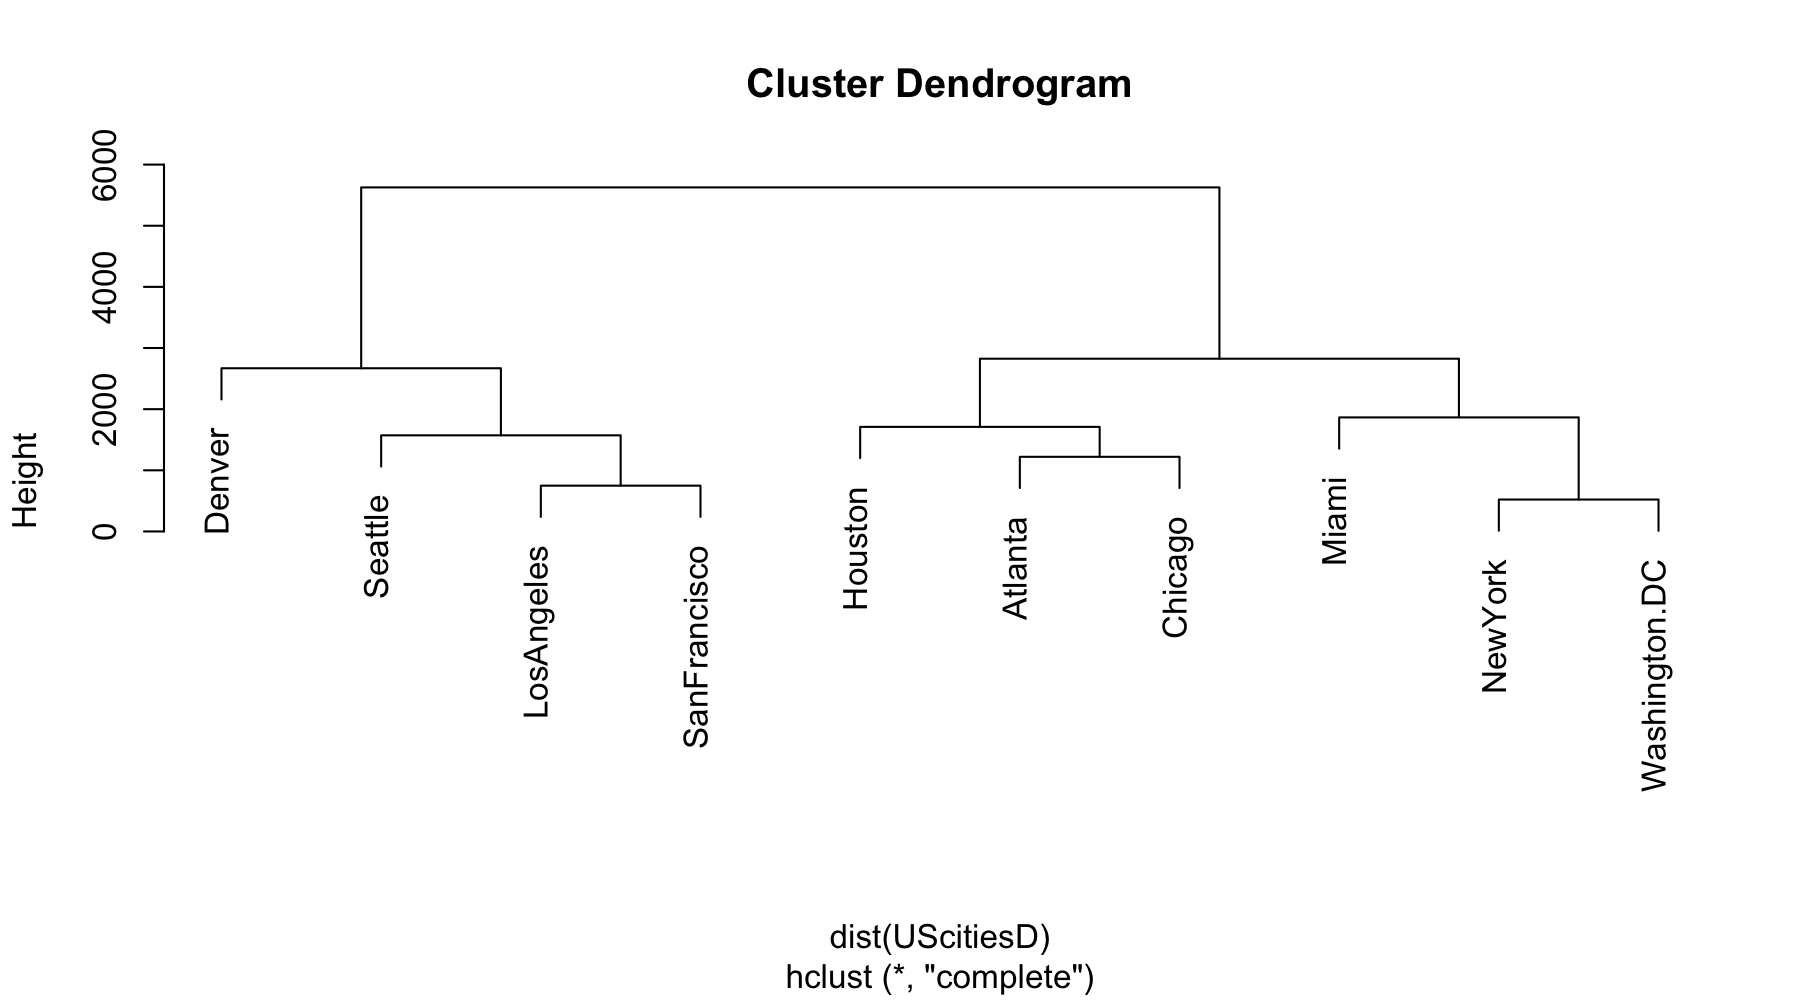 Cluster Dendrogram
Height
6000
4000
2000
0
Denver
Seattle
LosAngeles
SanFrancisco
Houston
Atlanta
Chicago
Miami
NewYork
Washington.DC
dist(UScitiesD)
hclust (*, "complete")